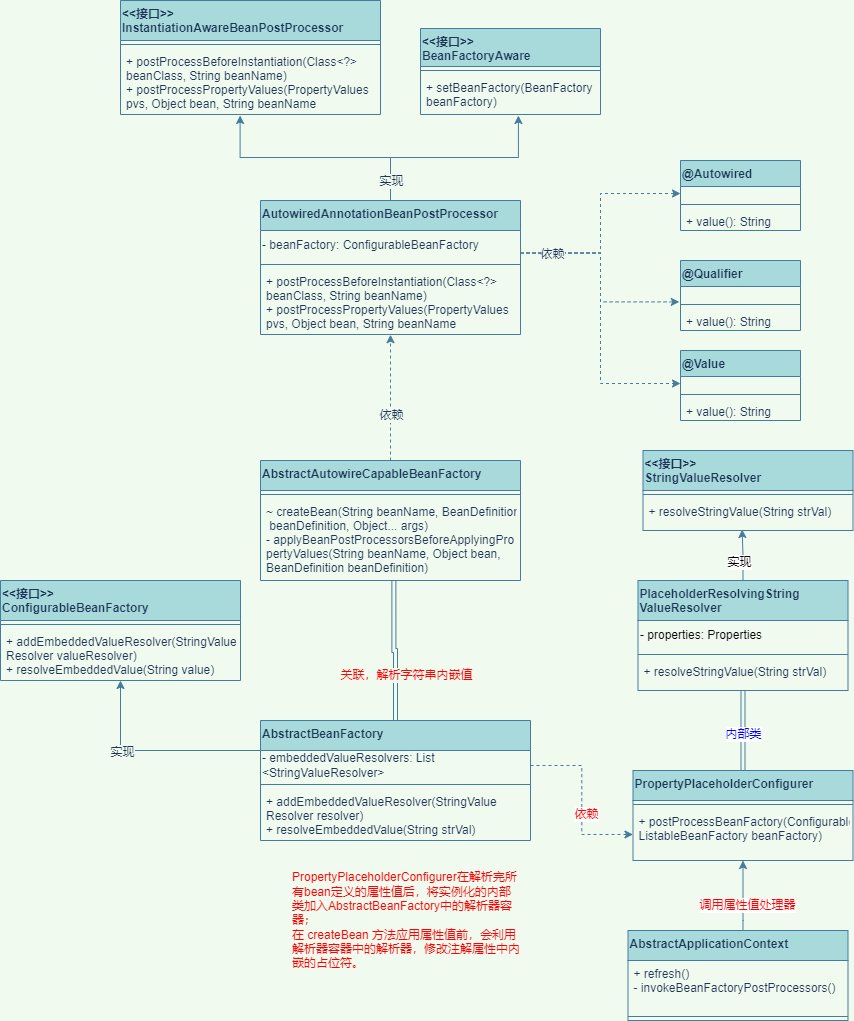 <<接口>>
InstantiationAwareBeanPostProcessor
+ postProcessBeforeInstantiation(Class<?>
beanClass, String beanName)
+ postProcessPropertyValues(PropertyValues
pvs, Object bean, String beanName
<<接口>>
BeanFactoryAware
+ setBeanFactory(BeanFactory
beanFactory)
实现
AutowiredAnnotationBeanPostProcessor
- beanFactory: ConfigurableBeanFactory
+ postProcessBeforeInstantiation(Class<?>
beanClass, String beanName)
+ postProcessPropertyValues(PropertyValues
pvs, Object bean, String beanName
依赖
@Autowired
+ value(): String
@Qualifier
+ value(): String
@Value
+ value(): String
依赖
AbstractAutowireCapableBeanFactory
~ createBean(String beanName, BeanDefinition
beanDefinition, Object... args)
- applyBeanPostProcessorsBeforeApplyingPro
pertyValues(String beanName, Object bean,
BeanDefinition beanDefinition)
<<接口>>
StringValueResolver
+ resolveStringValue(String strVal)
实现
PlaceholderResolvingString
ValueResolver
- properties: Properties
+ resolveStringValue(String strVal)
<<接口>>
ConfigurableBeanFactory
+ addEmbeddedValueResolver(StringValue
Resolver valueResolver)
+ resolveEmbeddedValue(String value)
关联，解析字符串内嵌值
内部类
实现
AbstractBeanFactory
- embeddedValueResolvers: List
<StringValueResolver>
+ addEmbeddedValueResolver(StringValue
Resolver resolver)
+ resolveEmbeddedValue(String strVal)
依赖
PropertyPlaceholderConfigurer
+ postProcessBeanFactory(Configurable
ListableBeanFactory beanFactory)
PropertyPlaceholderConfigurer在解析完所
有bean定义的属性值后，将实例化的内部
类加入AbstractBeanFactory中的解析器容
器；
在 createBean 方法应用属性值前，会利用
解析器容器中的解析器，修改注解属性中内
嵌的占位符。
调用属性值处理器
AbstractApplicationContext
+ refresh()
- invokeBeanFactoryPostProcessors()